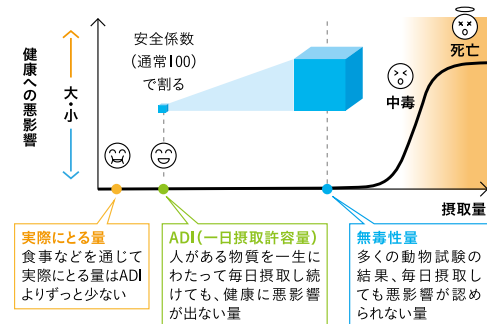 健康への悪影響
大・小
安全係数
(通常100)
で割る
死亡
中毒
摂取量
実際にとる量
食事などを通じて
実際にとる量はADI
よりずっと少ない
ADI(一日摂取許容量)
人がある物質を一生に
わたって毎日摂取し続
けても、健康に悪影響
が出ない量
無毒性量
多くの動物試験の
結果、毎日摂取し
ても悪影響が認め
られない量